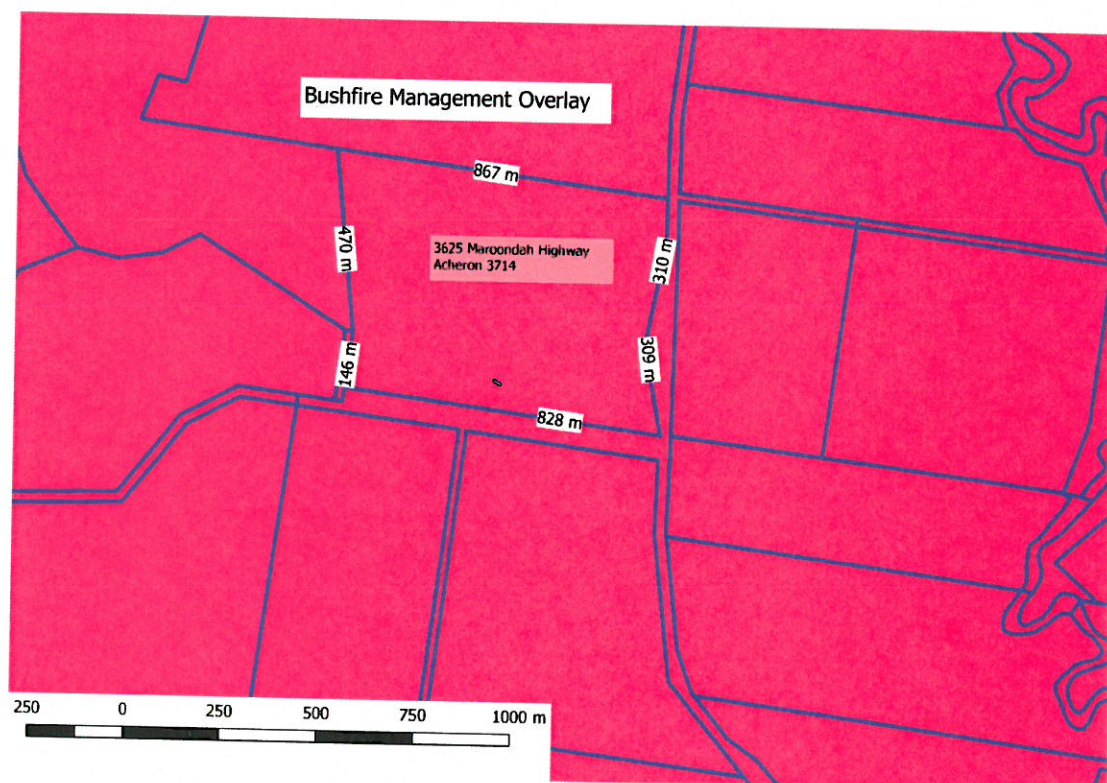 Bushfire Management Overlay
867 m
470 m
3625 Maroondah Highway
Acheron 3714
310 m
309 m
146 m
828 m
250 0 250 500 750 1000 m